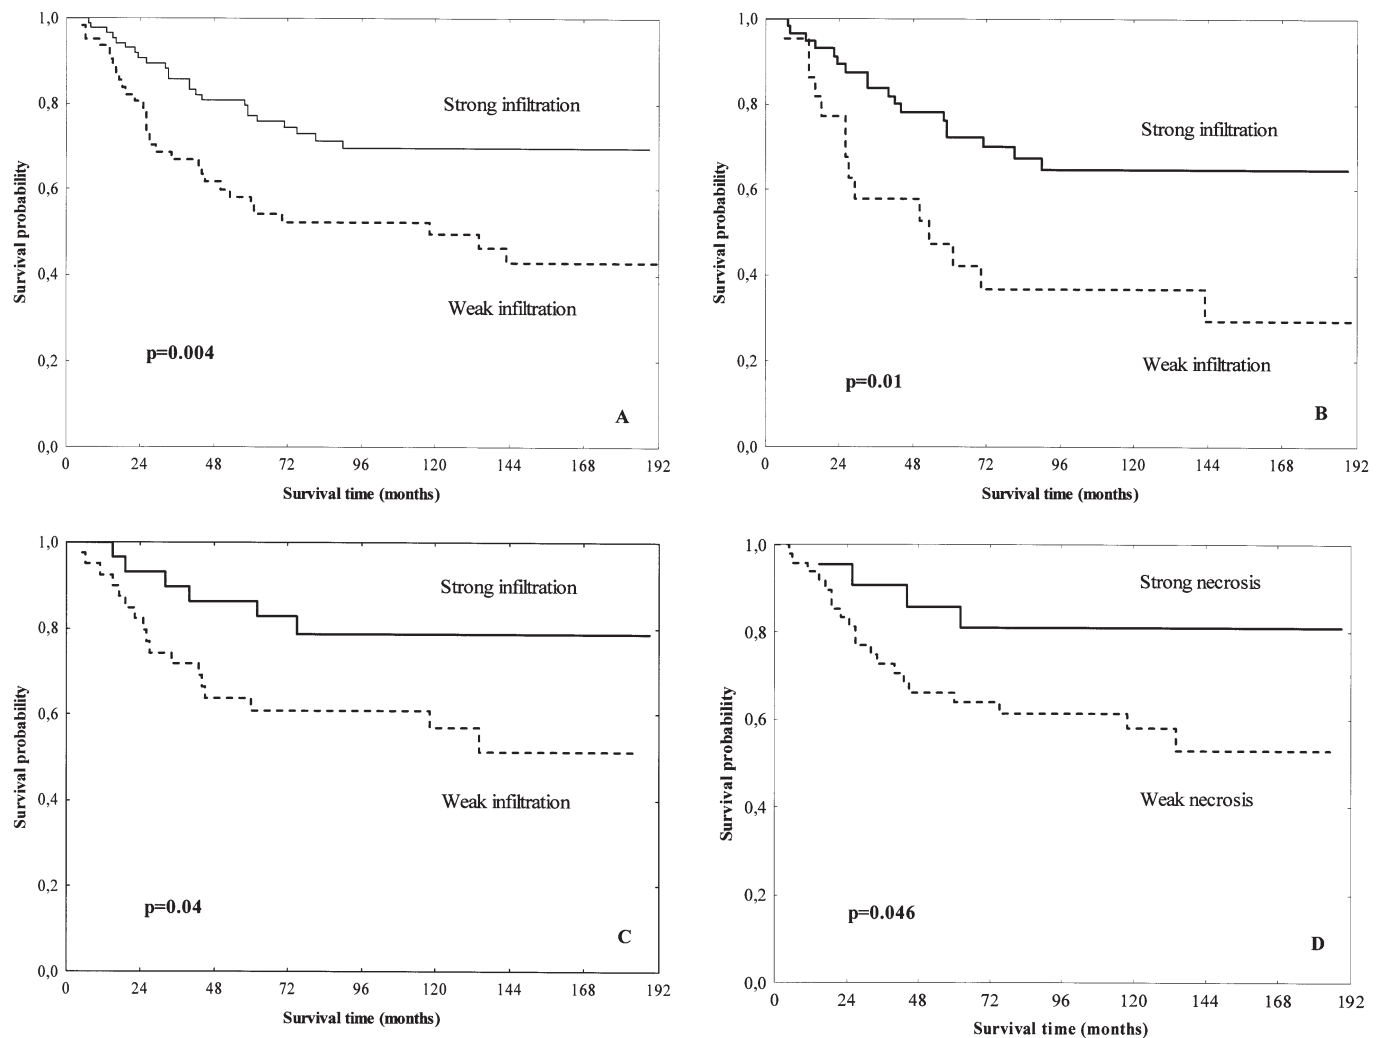 1,0
0,8
0,6
0,4
0,2
0,0
Survival probability
Strong infiltration
Weak infiltration
p=0.004
A
0 24 48 72 96 120 144 168 192
Survival time (months)
1,0
0,8
0,6
0,4
0,2
0,0
Survival probability
Strong infiltration
Weak infiltration
p=0.01
B
0 24 48 72 96 120 144 168 192
Survival time (months)
1,0
0,8
0,6
0,4
0,2
0,0
Survival probability
Strong infiltration
Weak infiltration
p=0.04
C
0 24 48 72 96 120 144 168 192
Survival time (months)
1,0
0,8
0,6
0,4
0,2
0,0
Survival probability
Strong necrosis
Weak necrosis
p=0.046
D
0 24 48 72 96 120 144 168 192
Survival time (months)